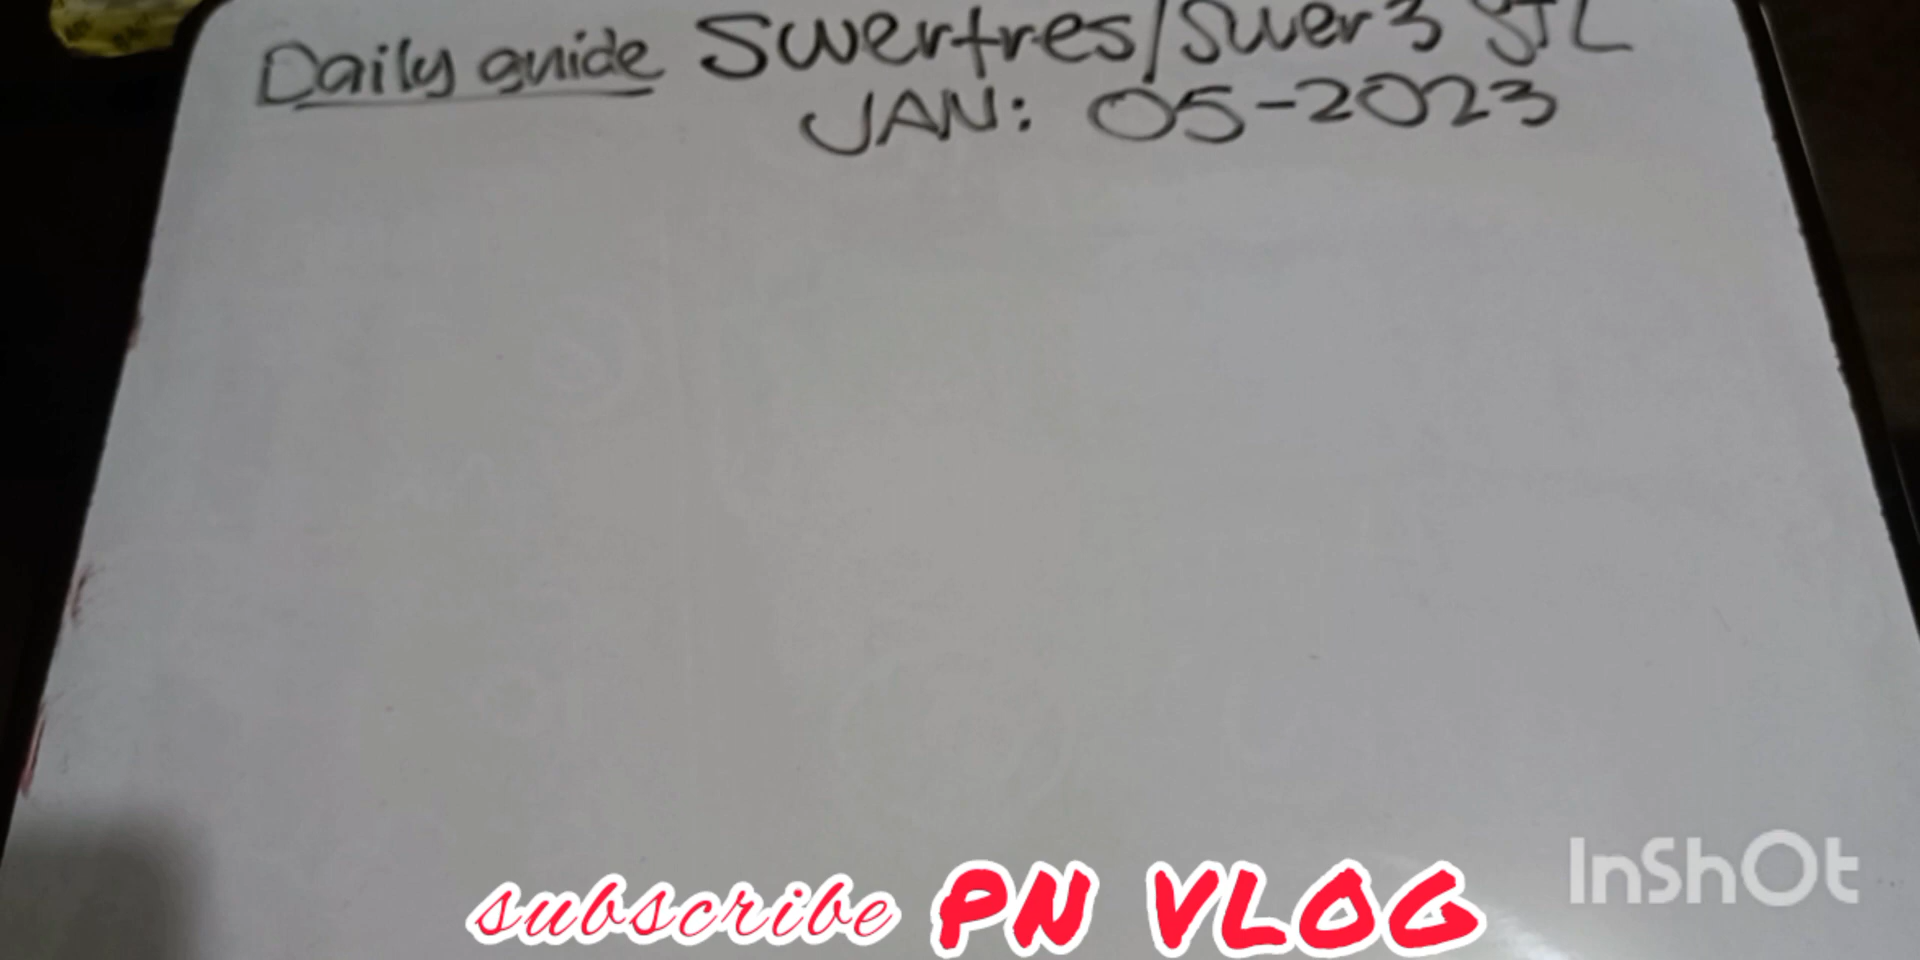 Daily guide Swertres/Swer3 STL
JAN: 05-2023
InShOt
subscribe PN VLOG